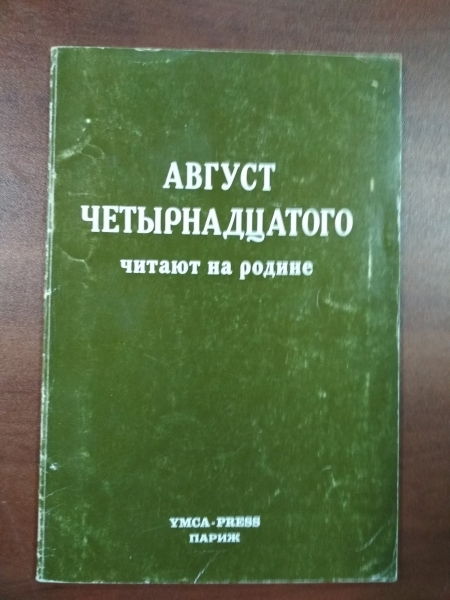 АВГУСТ
ЧЕТЫРНАДЦАТОГО
читают на родине
YMCA-PRESS
ПАРИЖ